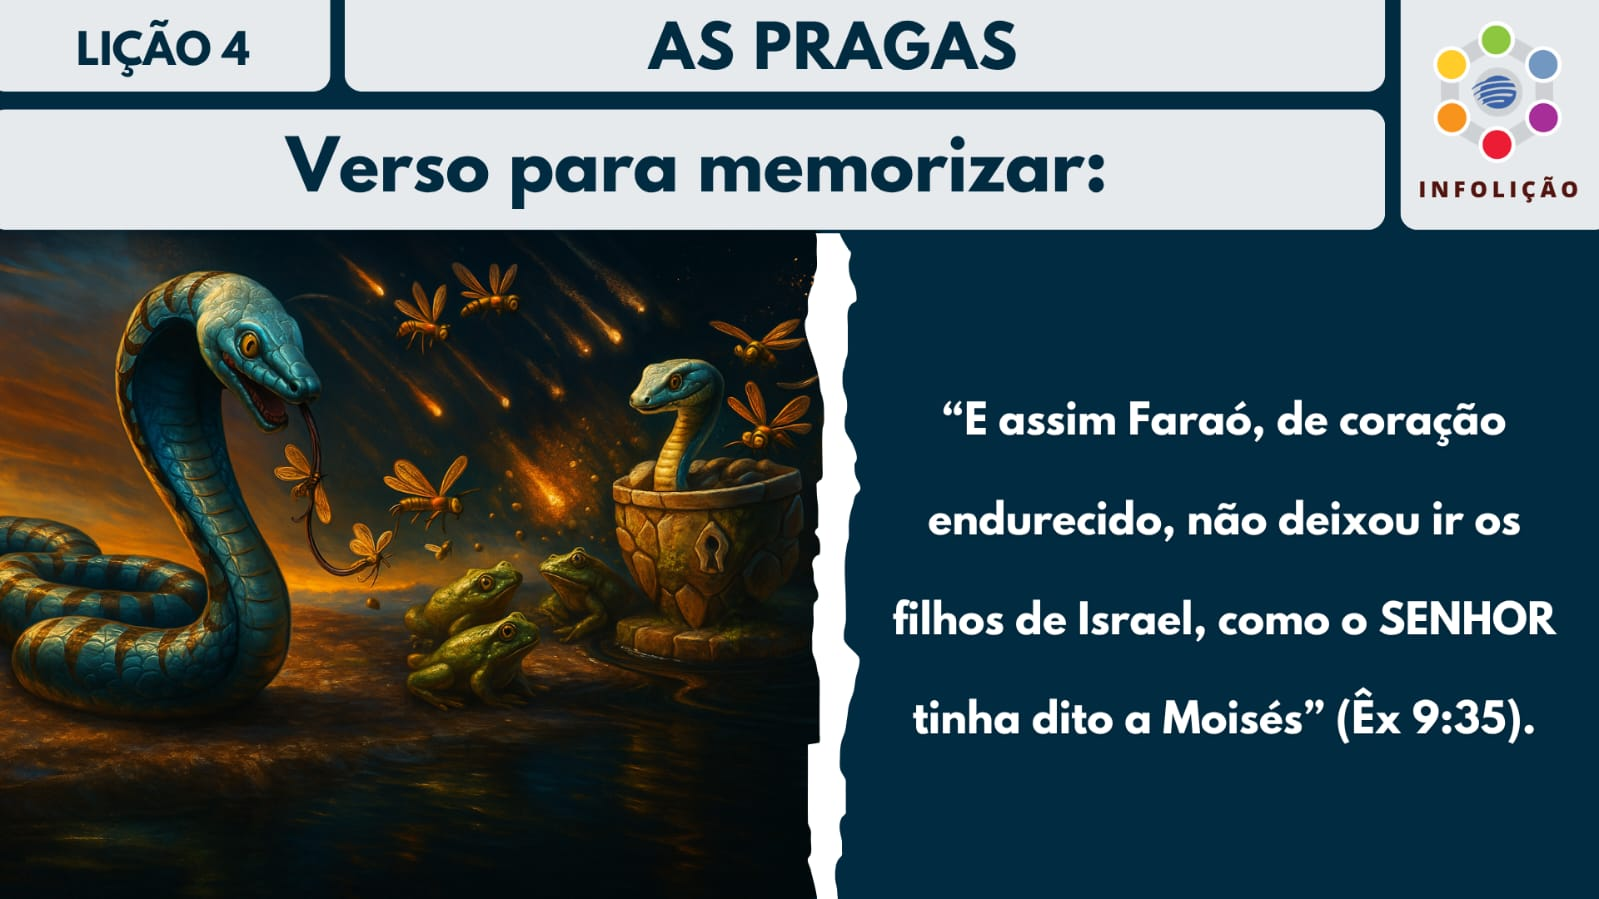 LIÇÃO 4
AS PRAGAS
Verso para memorizar:
INFOLIÇÃO
“E assim Faraó, de coração
endurecido, não deixou ir os
filhos de Israel, como o SENHOR
tinha dito a Moisés” (Êx 9:35).